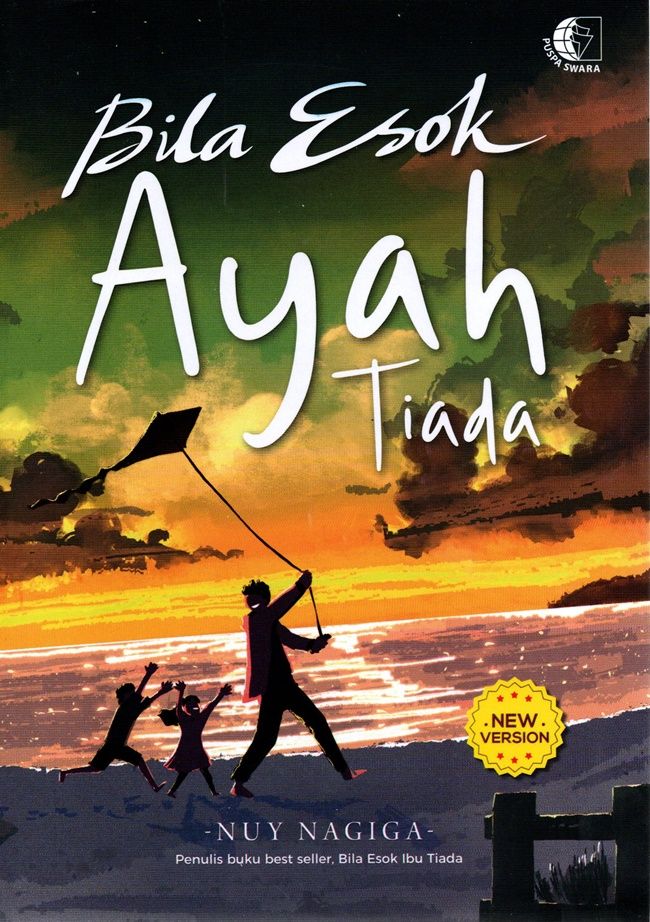 PUSPA SWARA
Bila Esok
Ayah
Tiada
NEW
VERSION
-NUY NAGIGA-
Penulis buku best seller, Bila Esok Ibu Tiada